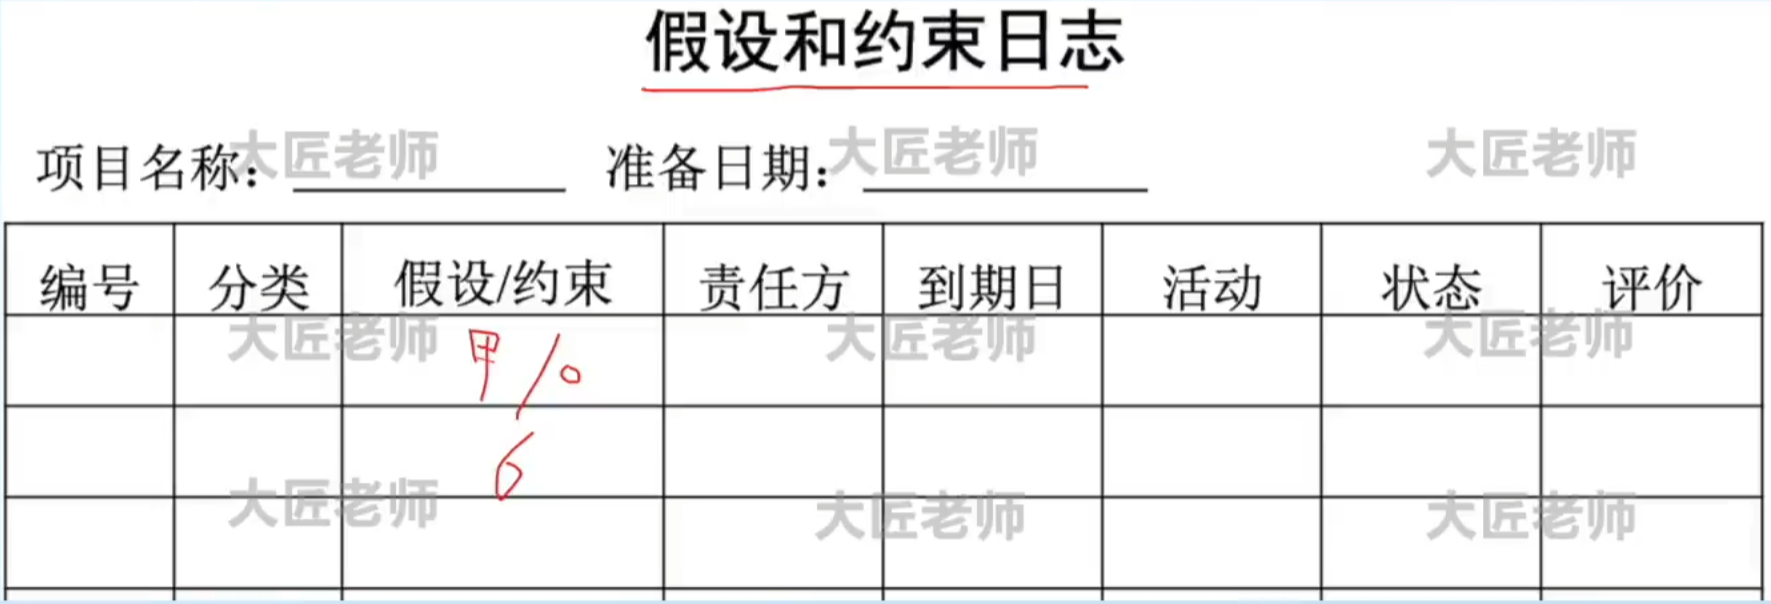 假设和约束日志
项目名称: 准备日期:
大匠老师 大匠老师 大匠老师
编号 分类 假设/约束 责任方 到期日 活动 状态 评价
大匠老师 大匠老师 大匠老师
甲/0
6
大匠老师 大匠老师 大匠老师